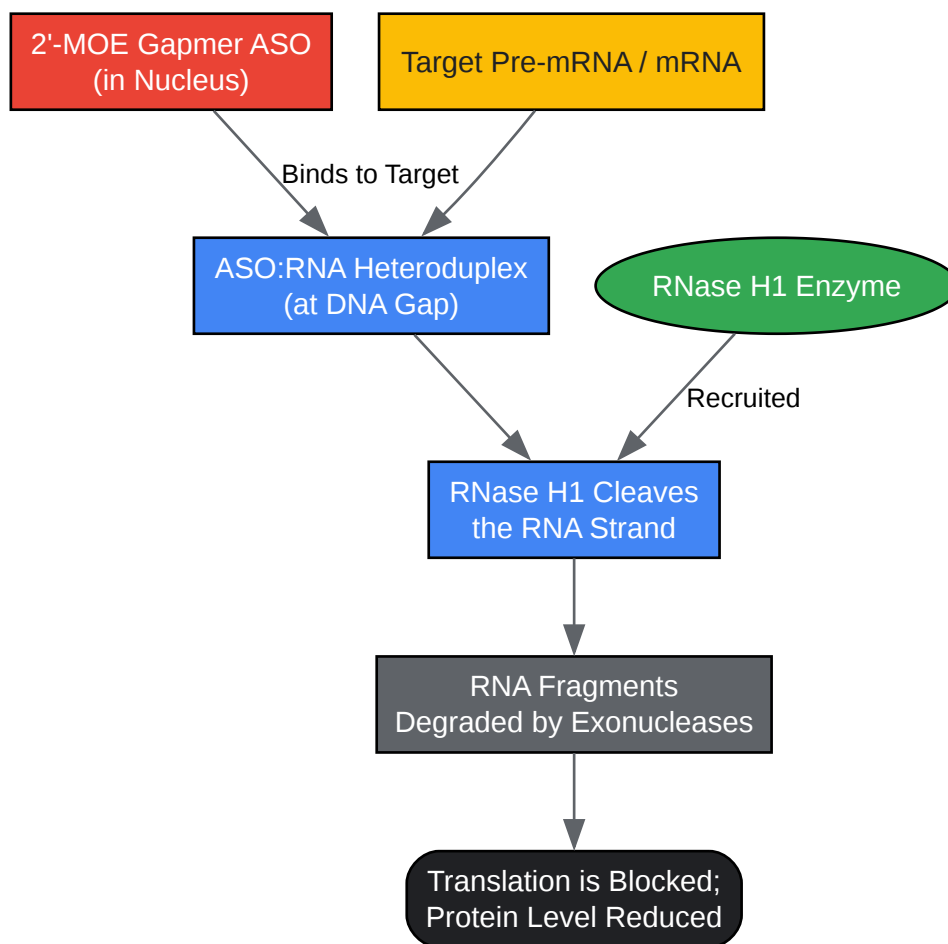 2'-MOE Gapmer ASO
(in Nucleus)
Target Pre-mRNA / mRNA
Binds to Target
ASO:RNA Heteroduplex
(at DNA Gap)
RNase H1 Enzyme
Recruited
RNase H1 Cleaves
the RNA Strand
RNA Fragments
Degraded by Exonucleases
Translation is Blocked;
Protein Level Reduced